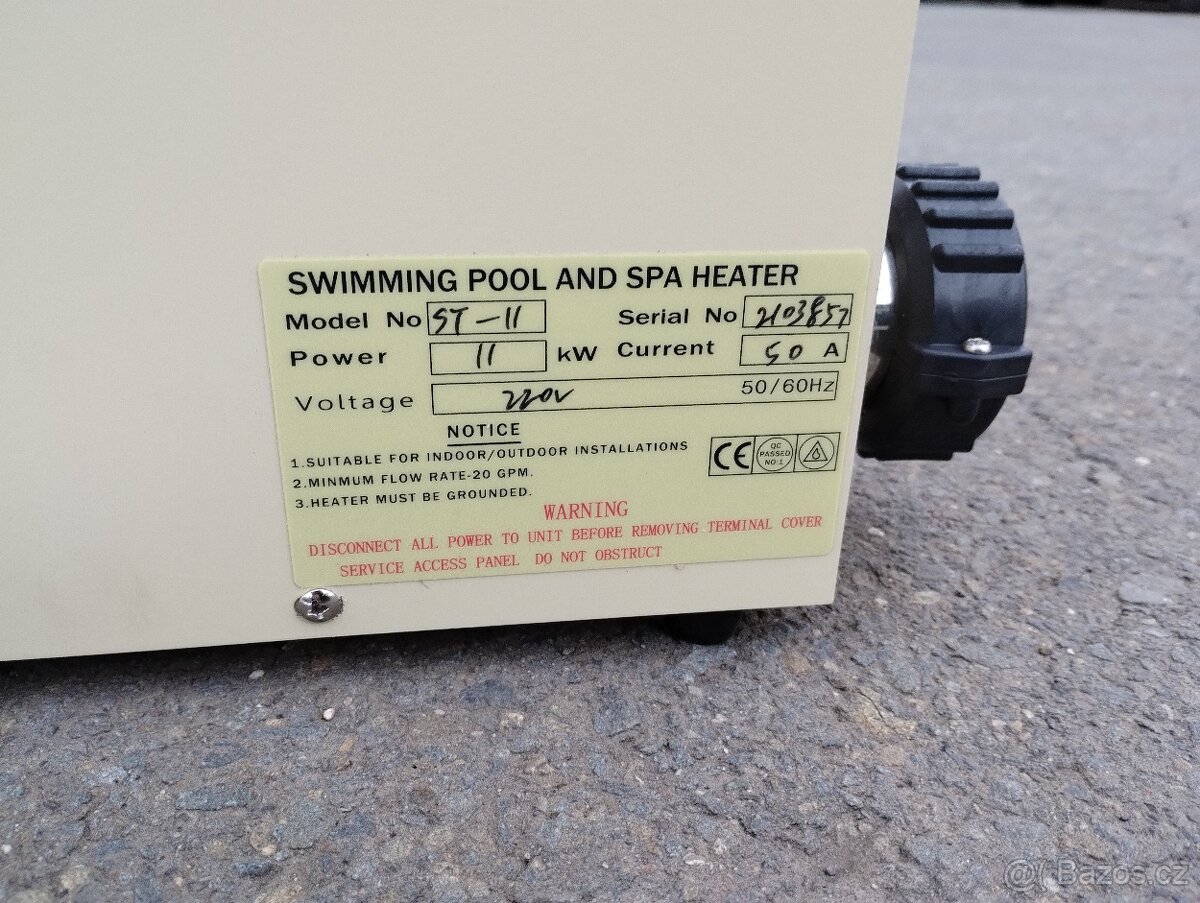 SWIMMING POOL AND SPA HEATER
Model No ST-11 Serial No 2103857
Power 11 kW Current 50 A
Voltage 220V 50/60Hz
NOTICE
1.SUITABLE FOR INDOOR/OUTDOOR INSTALLATIONS
2.MINMUM FLOW RATE-20 GPM.
3.HEATER MUST BE GROUNDED.
CE QC PASSED NO:1
WARNING
DISCONNECT ALL POWER TO UNIT BEFORE REMOVING TERMINAL COVER
SERVICE ACCESS PANEL DO NOT OBSTRUCT
@( Bazoš.cz